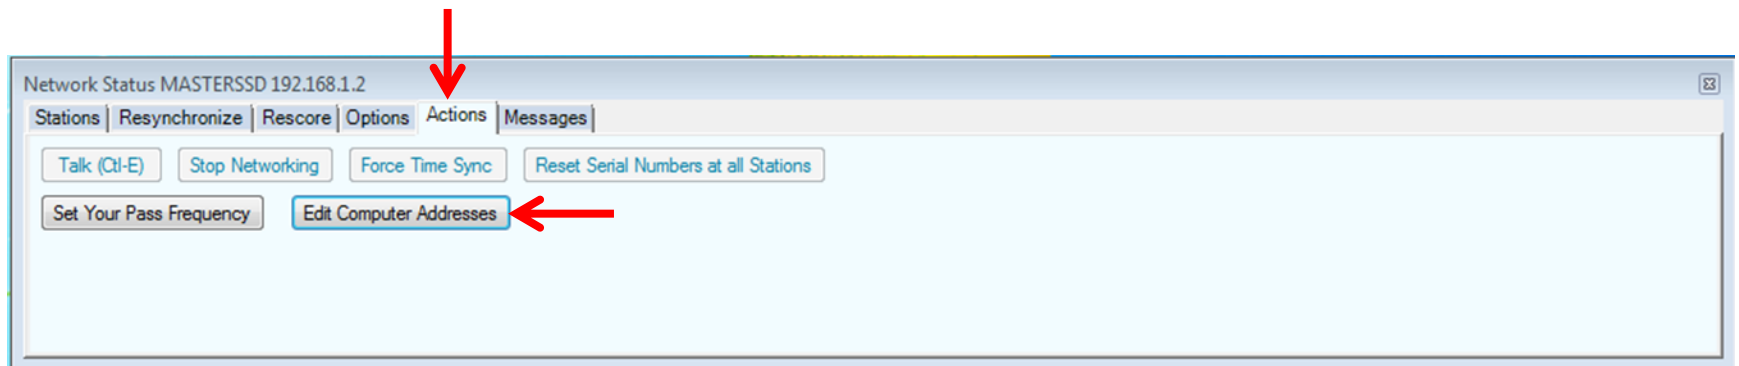 Network Status MASTERSSD 192.168.1.2
Stations Resynchronize Rescore Options Actions Messages
Talk (Ctl-E) Stop Networking Force Time Sync Reset Serial Numbers at all Stations
Set Your Pass Frequency Edit Computer Addresses